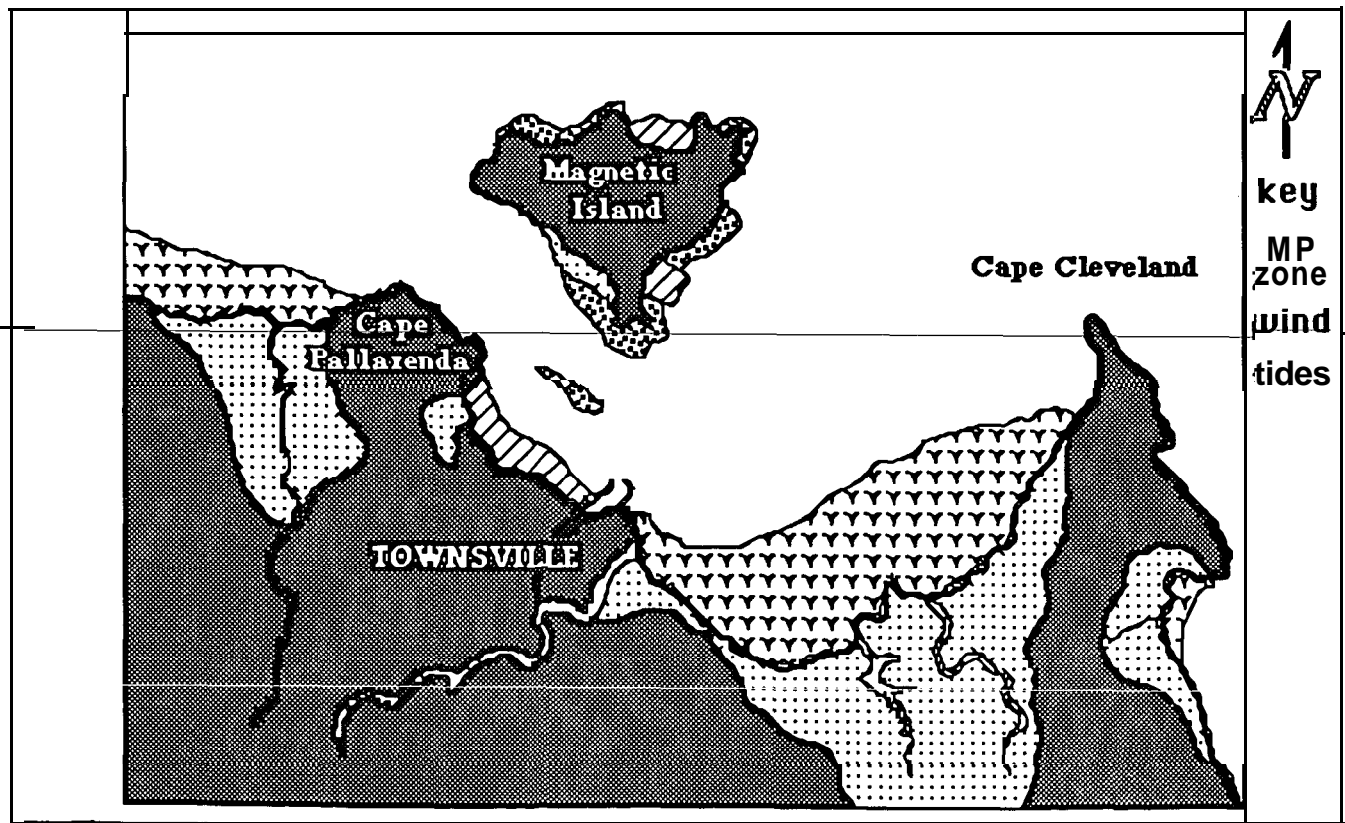 N
key
MP
zone
wind
tides
Magnetic
Island
Cape Cleveland
Cape
Pallarenda
TOWNSVILLE